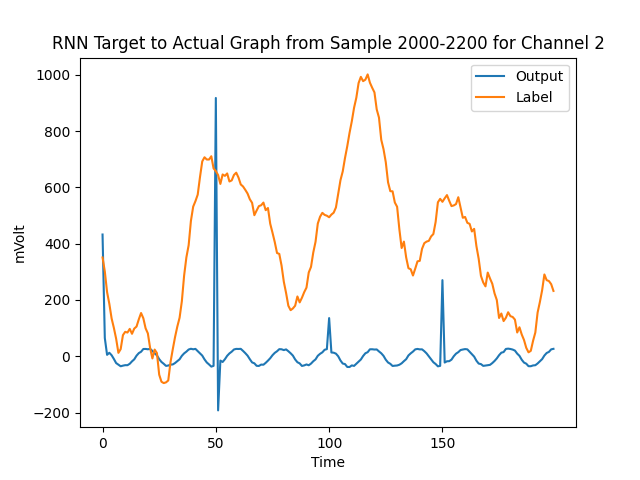 RNN Target to Actual Graph from Sample 2000-2200 for Channel 2
Output
Label
1000
800
600
400
200
0
−200
mVolt
0
50
100
150
Time